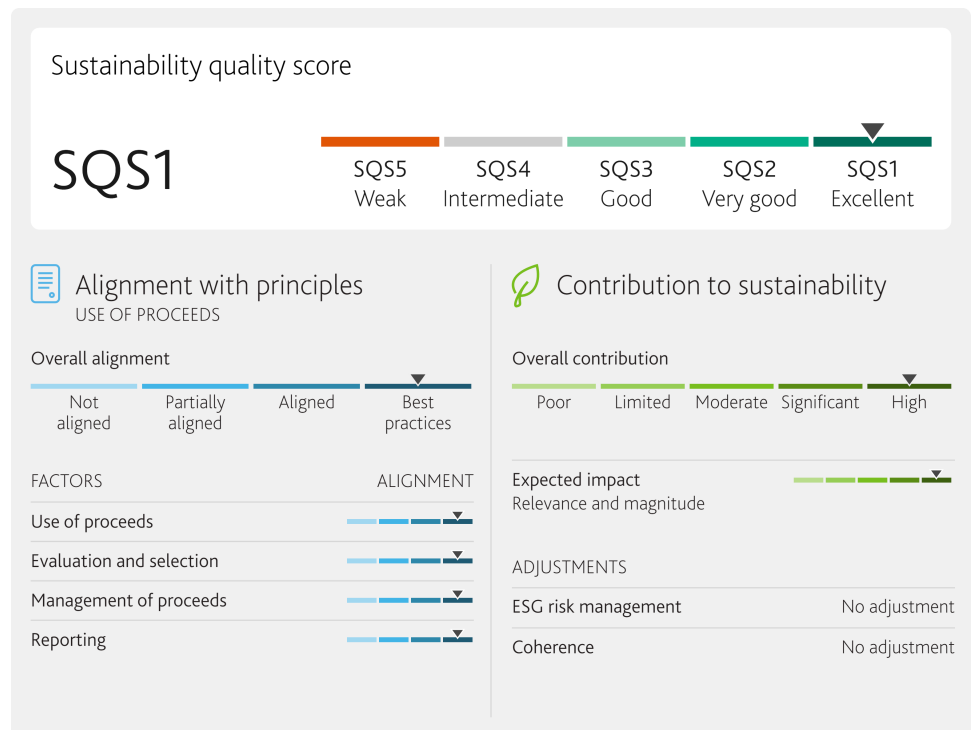 Sustainability quality score
SQS1
SQS5
Weak
SQS4
Intermediate
SQS3
Good
SQS2
Very good
SQS1
Excellent
Alignment with principles
USE OF PROCEEDS
Overall alignment
Not
aligned
Partially
aligned
Aligned
Best
practices
FACTORS
ALIGNMENT
Use of proceeds
Evaluation and selection
Management of proceeds
Reporting
Contribution to sustainability
Overall contribution
Poor
Limited
Moderate
Significant
High
Expected impact
Relevance and magnitude
ADJUSTMENTS
ESG risk management
No adjustment
Coherence
No adjustment